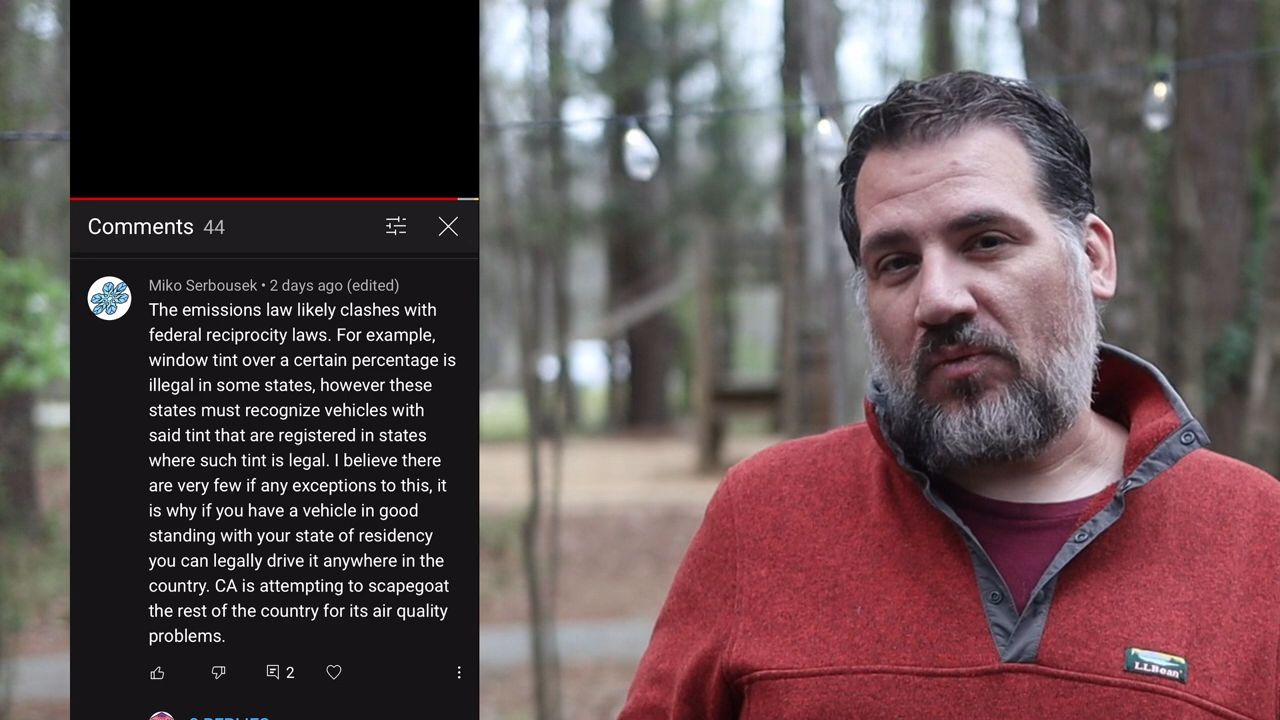 Comments 44
Miko Serbousek • 2 days ago (edited)
The emissions law likely clashes with
federal reciprocity laws. For example,
window tint over a certain percentage is
illegal in some states, however these
states must recognize vehicles with
said tint that are registered in states
where such tint is legal. I believe there
are very few if any exceptions to this, it
is why if you have a vehicle in good
standing with your state of residency
you can legally drive it anywhere in the
country. CA is attempting to scapegoat
the rest of the country for its air quality
problems.
2
L.L.Bean